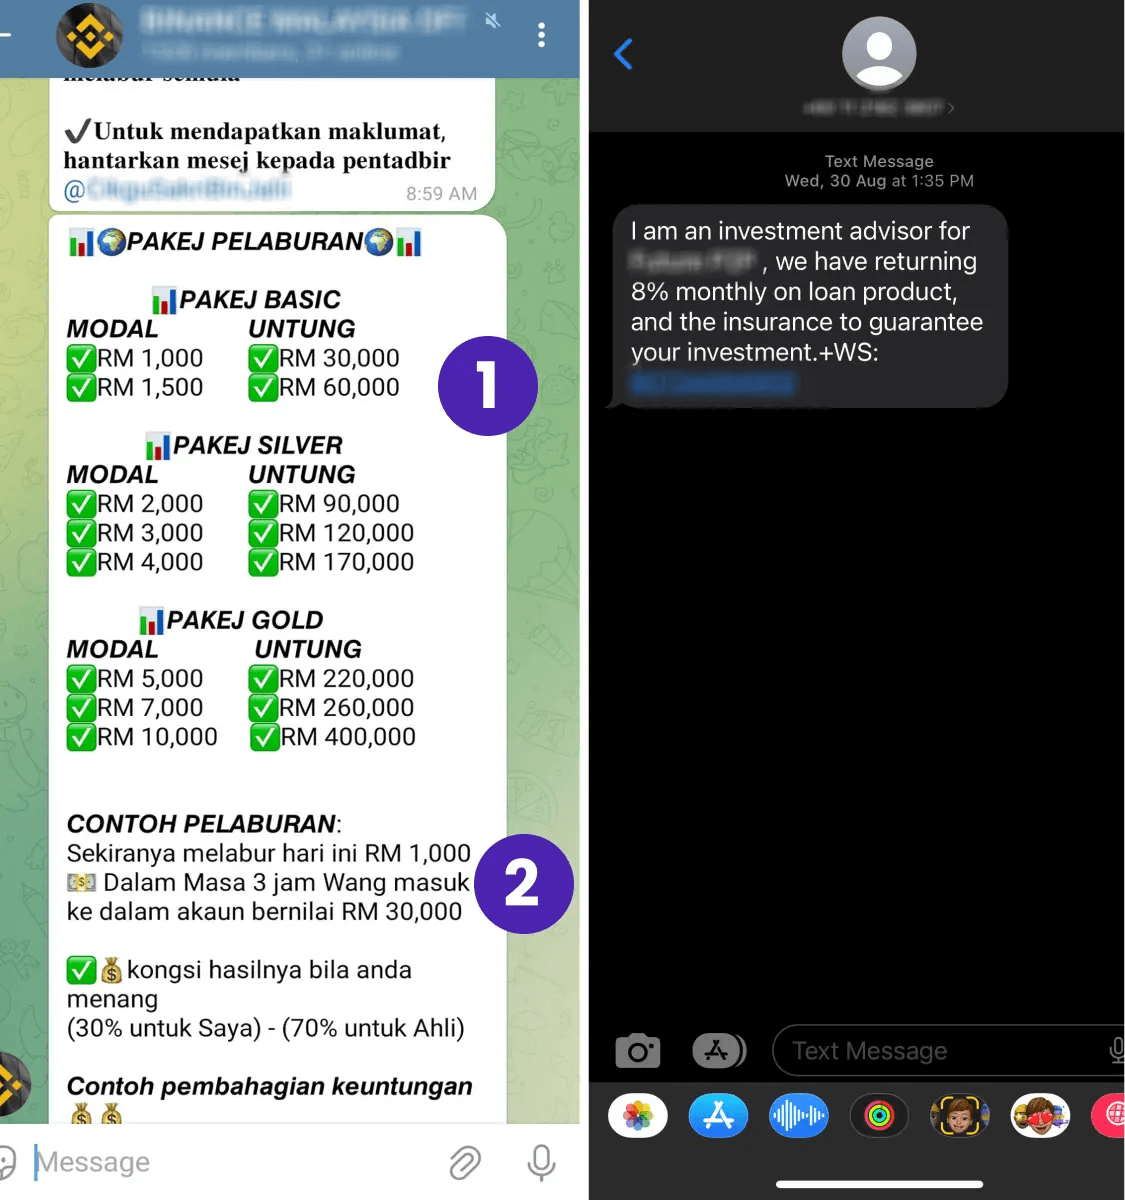 melabur semula
✔Untuk mendapatkan maklumat,
hantarkan mesej kepada pentadbir
@
8:59 AM
📊🌍PAKEJ PELABURAN🌍📊
📊PAKEJ BASIC
MODAL UNTUNG
✅RM 1,000 ✅RM 30,000
✅RM 1,500 ✅RM 60,000
1
📊PAKEJ SILVER
MODAL UNTUNG
✅RM 2,000 ✅RM 90,000
✅RM 3,000 ✅RM 120,000
✅RM 4,000 ✅RM 170,000
📊PAKEJ GOLD
MODAL UNTUNG
✅RM 5,000 ✅RM 220,000
✅RM 7,000 ✅RM 260,000
✅RM 10,000 ✅RM 400,000
CONTOH PELABURAN:
Sekiranya melabur hari ini RM 1,000
💵 Dalam Masa 3 jam Wang masuk
ke dalam akaun bernilai RM 30,000
2
✅💰kongsi hasilnya bila anda
menang
(30% untuk Saya) - (70% untuk Ahli)
Contoh pembahagian keuntungan
💰💰
Message
Text Message
Wed, 30 Aug at 1:35 PM
I am an investment advisor for
, we have returning
8% monthly on loan product,
and the insurance to guarantee
your investment.+WS:
Text Message